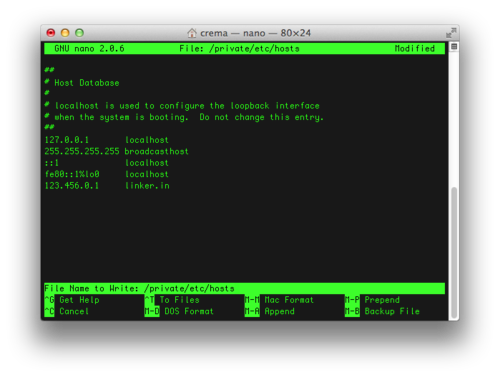 crema — nano — 80×24
GNU nano 2.0.6 File: /private/etc/hosts Modified
##
# Host Database
#
# localhost is used to configure the loopback interface
# when the system is booting.  Do not change this entry.
##
127.0.0.1 localhost
255.255.255.255 broadcasthost
::1 localhost
fe80::1%lo0 localhost
123.456.0.1 linker.in
File Name to Write: /private/etc/hosts
^G Get Help ^T To Files M-M Mac Format M-P Prepend
^C Cancel M-D DOS Format M-A Append M-B Backup File